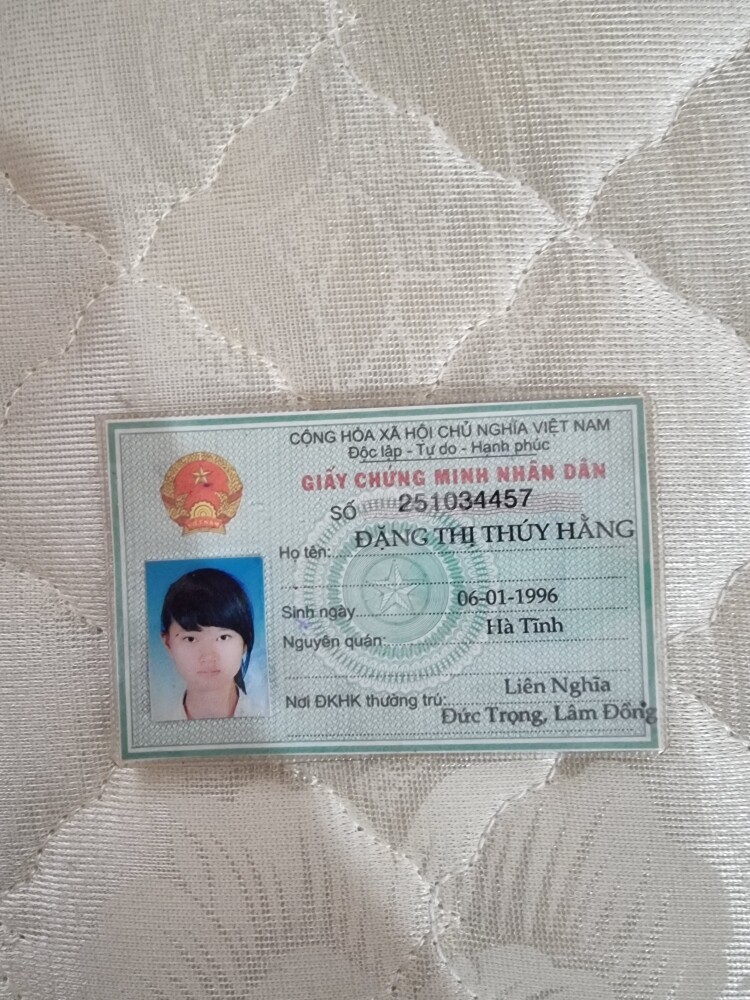 CỘNG HÒA XÃ HỘI CHỦ NGHĨA VIỆT NAM
Độc lập - Tự do - Hạnh phúc
GIẤY CHỨNG MINH NHÂN DÂN
SỐ 251034457
Họ tên: ĐẶNG THỊ THÚY HẰNG
Sinh ngày 06-01-1996
Nguyên quán: Hà Tĩnh
Nơi ĐKHK thường trú: Liên Nghĩa
Đức Trọng, Lâm Đồng
VIỆT NAM